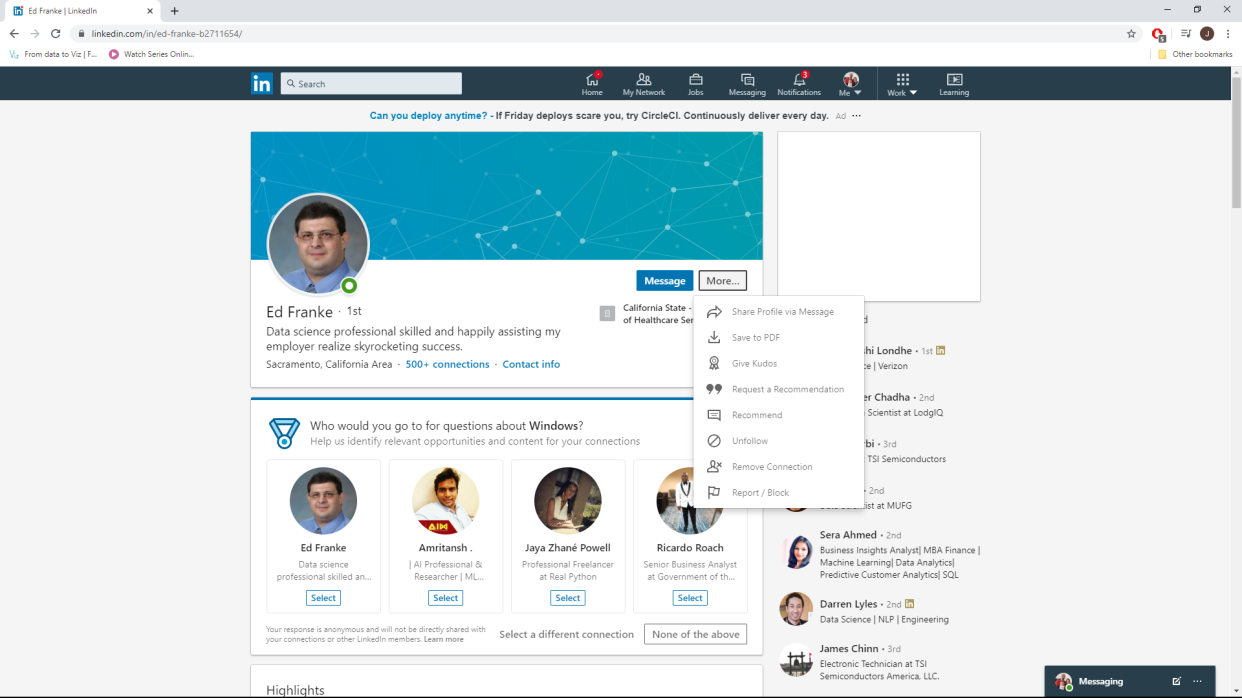 Ed Franke | LinkedIn
linkedin.com/in/ed-franke-b2711654/
J
From data to Viz | F...
Watch Series Onlin...
Other bookmarks
in
Search
Home
My Network
Jobs
Messaging
3
Notifications
Me
Work
Learning
Can you deploy anytime? - If Friday deploys scare you, try CircleCI. Continuously deliver every day. Ad ···
Message
More...
Ed Franke · 1st
Data science professional skilled and happily assisting my
employer realize skyrocketing success.
Sacramento, California Area · 500+ connections · Contact info
California State -
of Healthcare Ser
Share Profile via Message
Save to PDF
Give Kudos
Request a Recommendation
Recommend
Unfollow
Remove Connection
Report / Block
Who would you go to for questions about Windows?
Help us identify relevant opportunities and content for your connections
Ed Franke
Data science
professional skilled an...
Select
AIM
Amritansh .
| AI Professional &
Researcher | ML...
Select
Jaya Zhané Powell
Professional Freelancer
at Real Python
Select
Ricardo Roach
Senior Business Analyst
at Government of th...
Select
Your response is anonymous and will not be directly shared with
your connections or other LinkedIn members. Learn more
Select a different connection
None of the above
Highlights
d
hi Londhe • 1st
ce | Verizon
er Chadha • 2nd
Scientist at LodgIQ
bi • 3rd
TSI Semiconductors
• 2nd
Data Scientist at MUFG
Sera Ahmed • 2nd
Business Insights Analyst| MBA Finance |
Machine Learning| Data Analytics|
Predictive Customer Analytics| SQL
Darren Lyles • 2nd
Data Science | NLP | Engineering
James Chinn • 3rd
Electronic Technician at TSI
Semiconductors America, LLC.
Messaging